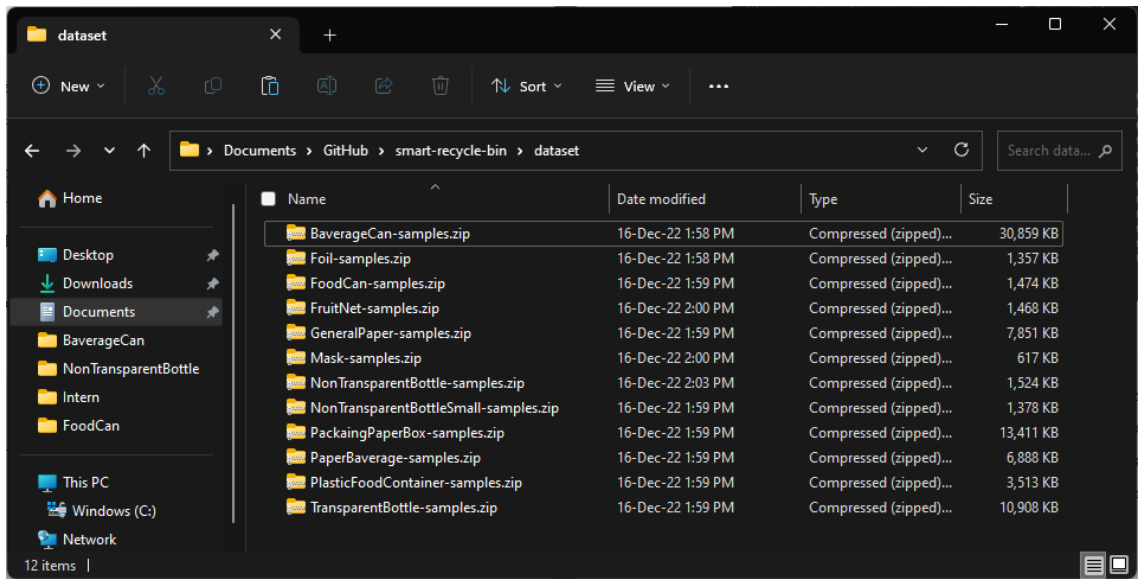 dataset
New
Sort
View
Documents > GitHub > smart-recycle-bin > dataset
Search data...
Home
Desktop
Downloads
Documents
BaverageCan
NonTransparentBottle
Intern
FoodCan
This PC
Windows (C:)
Network
Name Date modified Type Size
BaverageCan-samples.zip 16-Dec-22 1:58 PM Compressed (zipped)... 30,859 KB
Foil-samples.zip 16-Dec-22 1:58 PM Compressed (zipped)... 1,357 KB
FoodCan-samples.zip 16-Dec-22 1:59 PM Compressed (zipped)... 1,474 KB
FruitNet-samples.zip 16-Dec-22 2:00 PM Compressed (zipped)... 1,468 KB
GeneralPaper-samples.zip 16-Dec-22 1:59 PM Compressed (zipped)... 7,851 KB
Mask-samples.zip 16-Dec-22 2:00 PM Compressed (zipped)... 617 KB
NonTransparentBottle-samples.zip 16-Dec-22 2:03 PM Compressed (zipped)... 1,524 KB
NonTransparentBottleSmall-samples.zip 16-Dec-22 1:59 PM Compressed (zipped)... 1,378 KB
PackaingPaperBox-samples.zip 16-Dec-22 1:59 PM Compressed (zipped)... 13,411 KB
PaperBaverage-samples.zip 16-Dec-22 1:59 PM Compressed (zipped)... 6,888 KB
PlasticFoodContainer-samples.zip 16-Dec-22 1:59 PM Compressed (zipped)... 3,513 KB
TransparentBottle-samples.zip 16-Dec-22 1:59 PM Compressed (zipped)... 10,908 KB
12 items